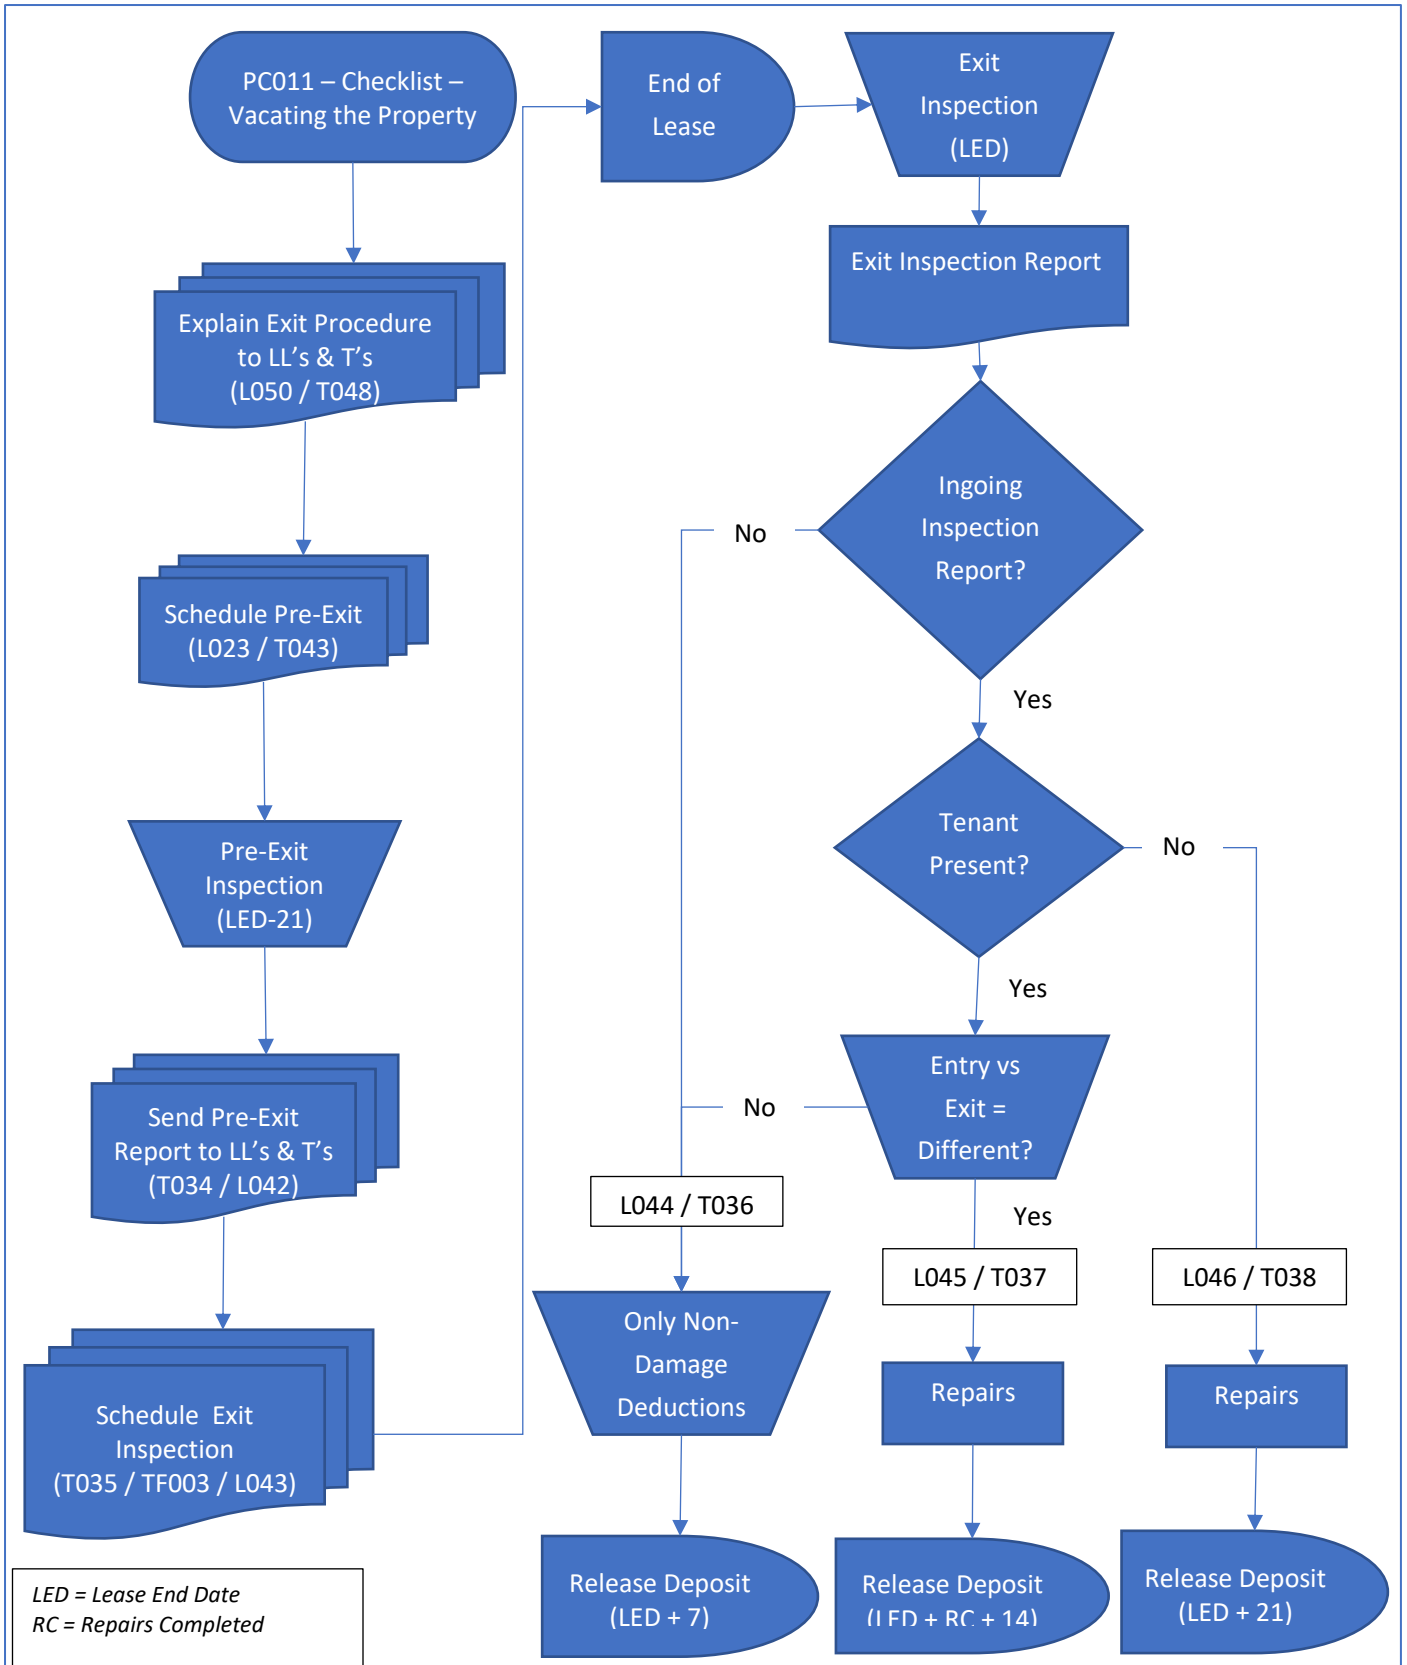 PC011 – Checklist –
Vacating the Property
Explain Exit Procedure
to LL’s & T’s
(L050 / T048)
Schedule Pre-Exit
(L023 / T043)
Pre-Exit
Inspection
(LED-21)
Send Pre-Exit
Report to LL’s & T’s
(T034 / L042)
Schedule  Exit
Inspection
(T035 / TF003 / L043)
End of
Lease
Exit
Inspection
(LED)
Exit Inspection Report
Ingoing
Inspection
Report?
No
Yes
Tenant
Present?
No
Yes
Entry vs
Exit =
Different?
No
Yes
L044 / T036
L045 / T037
L046 / T038
Only Non-
Damage
Deductions
Repairs
Repairs
Release Deposit
(LED + 7)
Release Deposit
(LED + RC + 14)
Release Deposit
(LED + 21)
LED = Lease End Date
RC = Repairs Completed